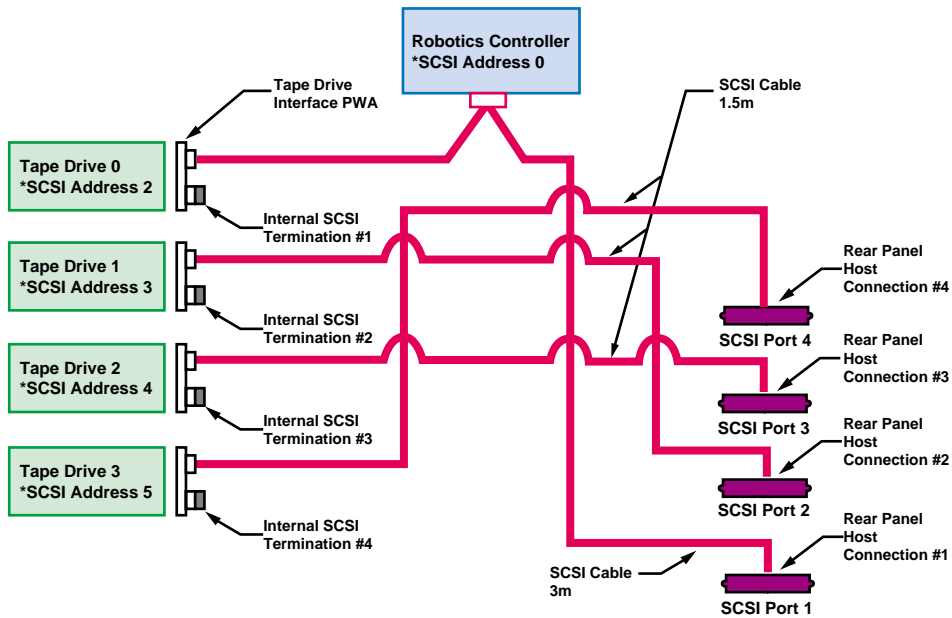 Robotics Controller
*SCSI Address 0
Tape Drive
Interface PWA
SCSI Cable
1.5m
Tape Drive 0
*SCSI Address 2
Internal SCSI
Termination #1
Tape Drive 1
*SCSI Address 3
Internal SCSI
Termination #2
Tape Drive 2
*SCSI Address 4
Internal SCSI
Termination #3
Tape Drive 3
*SCSI Address 5
Internal SCSI
Termination #4
Rear Panel
Host
Connection #4
SCSI Port 4
Rear Panel
Host
Connection #3
SCSI Port 3
Rear Panel
Host
Connection #2
SCSI Port 2
Rear Panel
Host
Connection #1
SCSI Cable
3m
SCSI Port 1